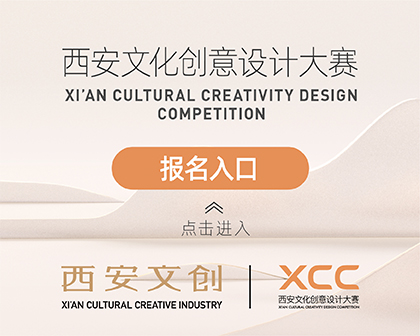 西安文化创意设计大赛
XI'AN CULTURAL CREATIVITY DESIGN
COMPETITION
报名入口
点击进入
西安文创
XI'AN CULTURAL CREATIVE INDUSTRY
XCC
西安文化创意设计大赛
XI'AN CULTURAL CREATIVITY DESIGN COMPETITION